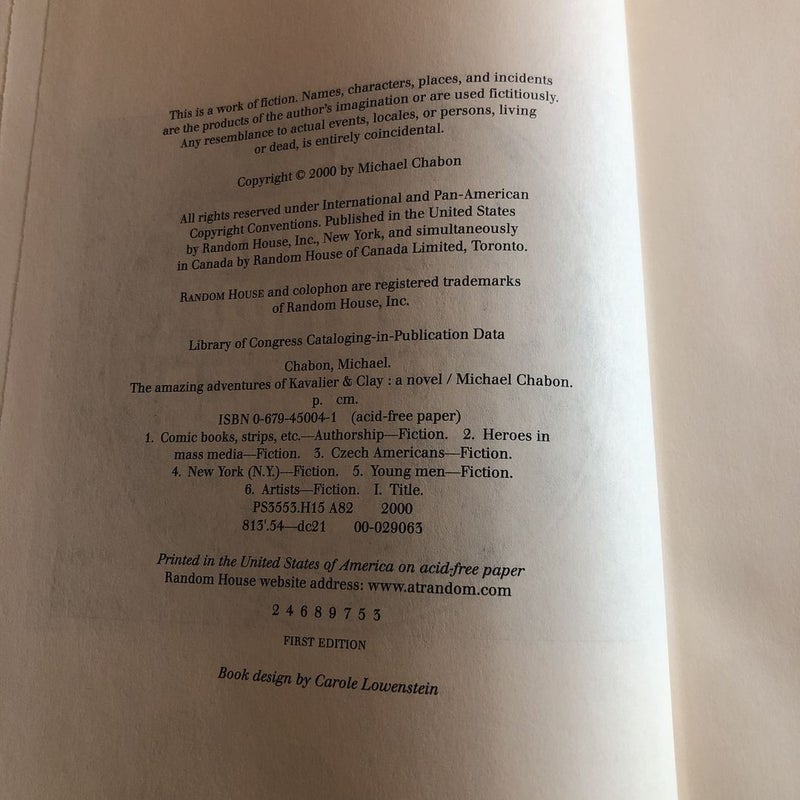 This is a work of fiction. Names, characters, places, and incidents
are the products of the author's imagination or are used fictitiously.
Any resemblance to actual events, locales, or persons, living
or dead, is entirely coincidental.
Copyright © 2000 by Michael Chabon
All rights reserved under International and Pan-American
Copyright Conventions. Published in the United States
by Random House, Inc., New York, and simultaneously
in Canada by Random House of Canada Limited, Toronto.
RANDOM HOUSE and colophon are registered trademarks
of Random House, Inc.
Library of Congress Cataloging-in-Publication Data
Chabon, Michael.
The amazing adventures of Kavalier & Clay : a novel / Michael Chabon.
p. cm.
ISBN 0-679-45004-1 (acid-free paper)
1. Comic books, strips, etc.—Authorship—Fiction. 2. Heroes in
mass media—Fiction. 3. Czech Americans—Fiction.
4. New York (N.Y.)—Fiction. 5. Young men—Fiction.
6. Artists—Fiction. I. Title.
PS3553.H15 A82 2000
813'.54—dc21 00-029063
Printed in the United States of America on acid-free paper
Random House website address: www.atrandom.com
2 4 6 8 9 7 5 3
FIRST EDITION
Book design by Carole Lowenstein